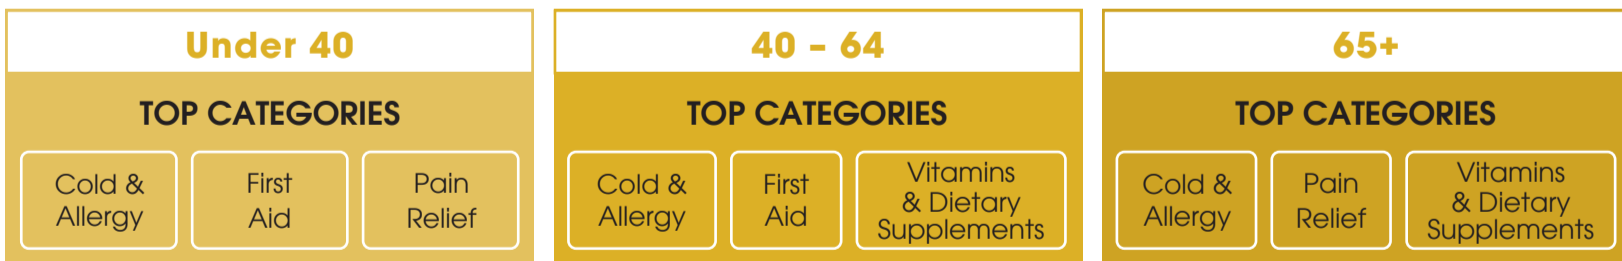 Under 40
TOP CATEGORIES
Cold &
Allergy
First
Aid
Pain
Relief
40 – 64
TOP CATEGORIES
Cold &
Allergy
First
Aid
Vitamins
& Dietary
Supplements
65+
TOP CATEGORIES
Cold &
Allergy
Pain
Relief
Vitamins
& Dietary
Supplements